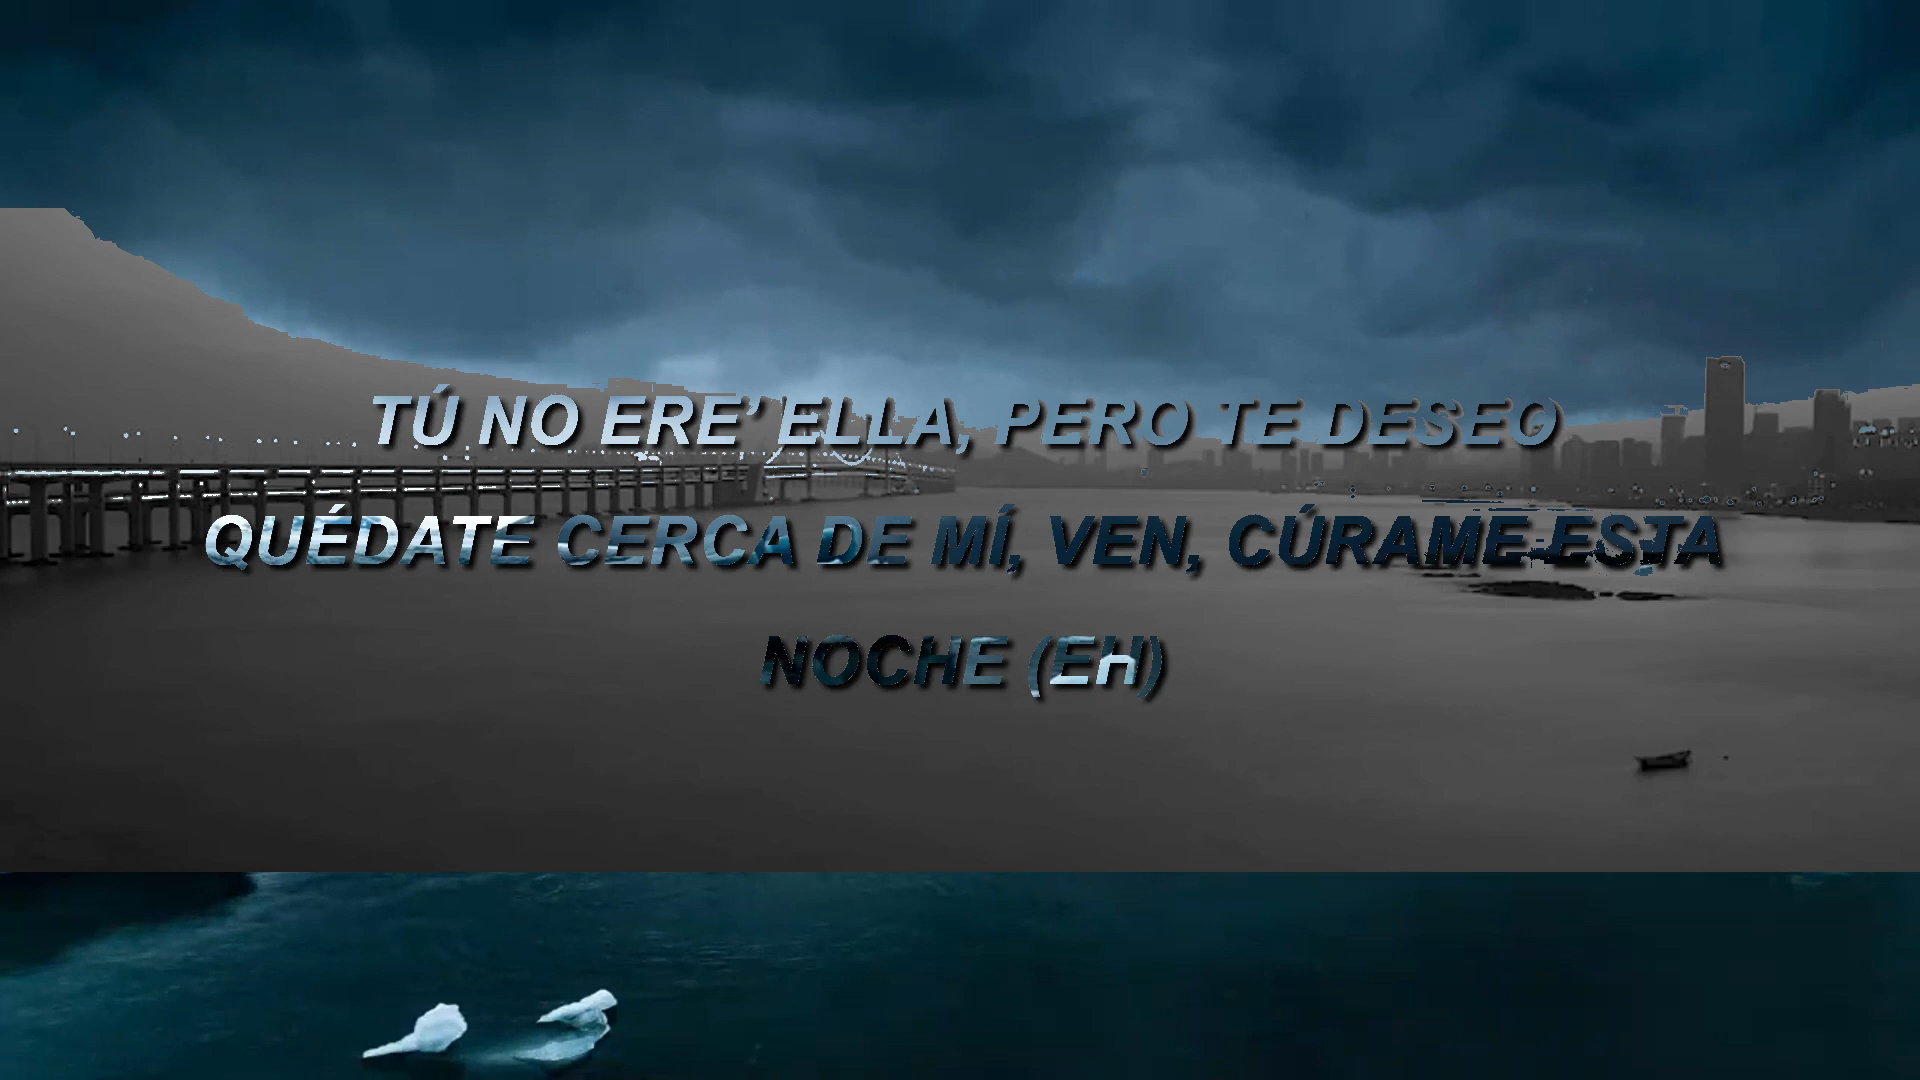 TÚ NO ERE' ELLA, PERO TE DESEO
QUÉDATE CERCA DE MÍ, VEN, CÚRAME ESTA
NOCHE (EH)